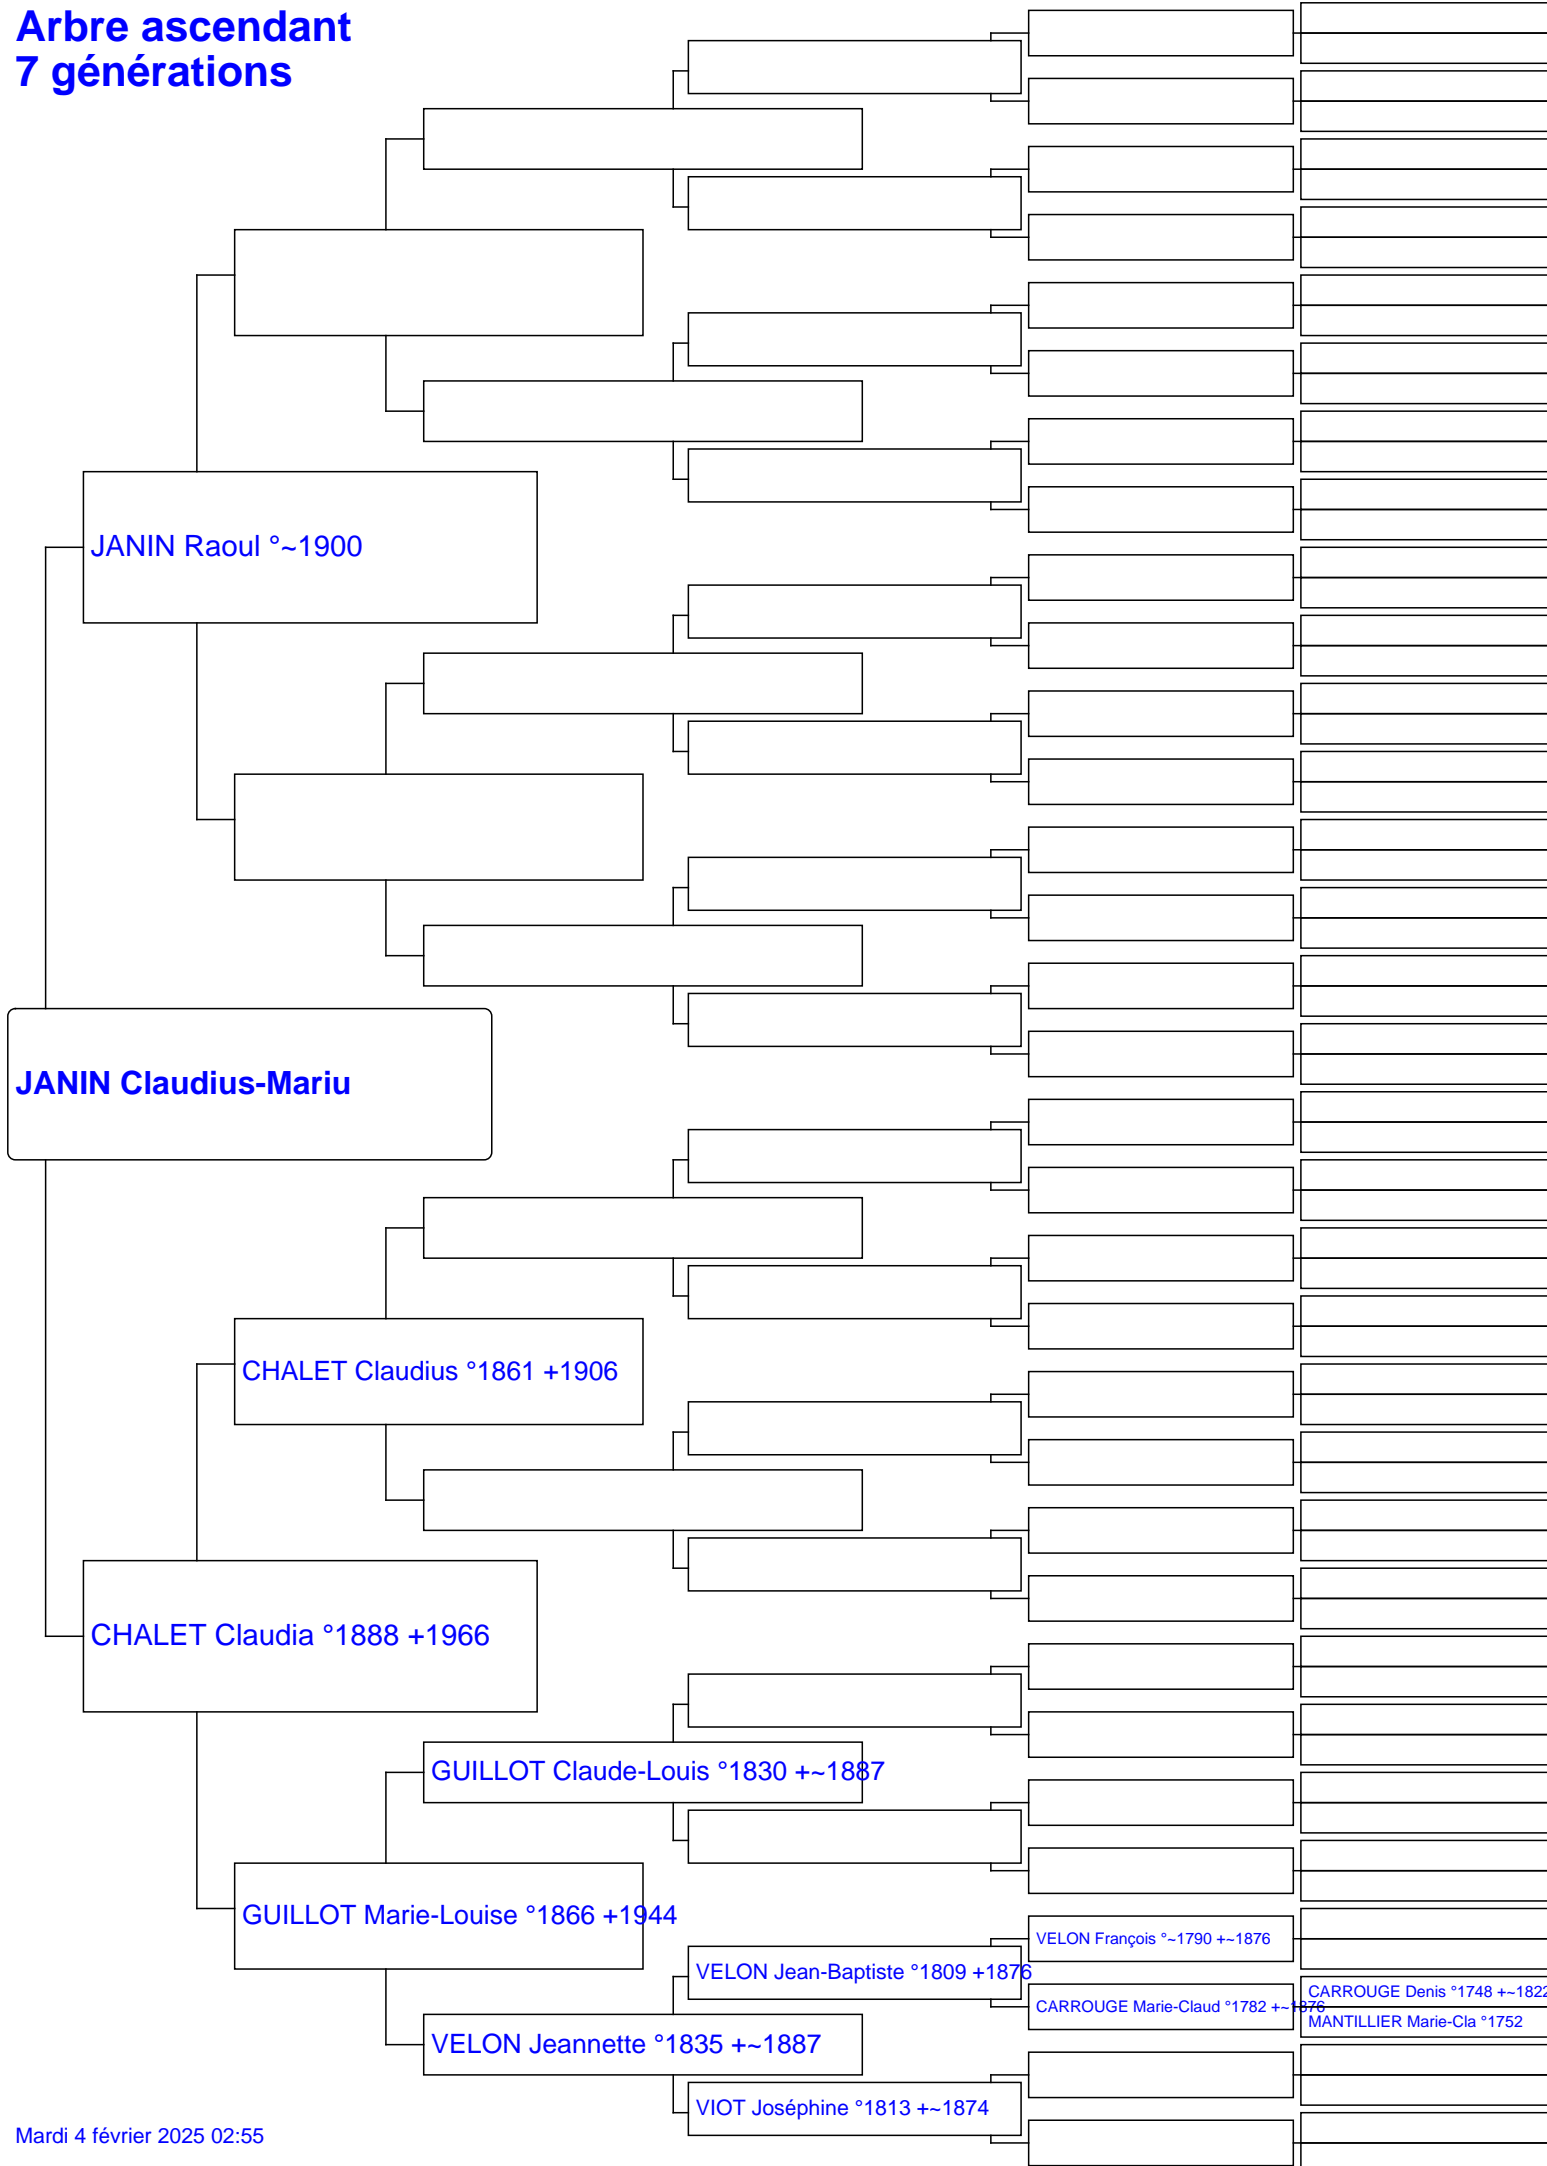 Arbre ascendant
7 générations
JANIN Raoul °~1900
JANIN Claudius-Mariu
CHALET Claudius °1861 +1906
CHALET Claudia °1888 +1966
GUILLOT Claude-Louis °1830 +~1887
GUILLOT Marie-Louise °1866 +1944
VELON François °~1790 +~1876
VELON Jean-Baptiste °1809 +1876
CARROUGE Denis °1748 +~1822
CARROUGE Marie-Claud °1782 +~1876
MANTILLIER Marie-Cla °1752
VELON Jeannette °1835 +~1887
VIOT Joséphine °1813 +~1874
Mardi 4 février 2025 02:55